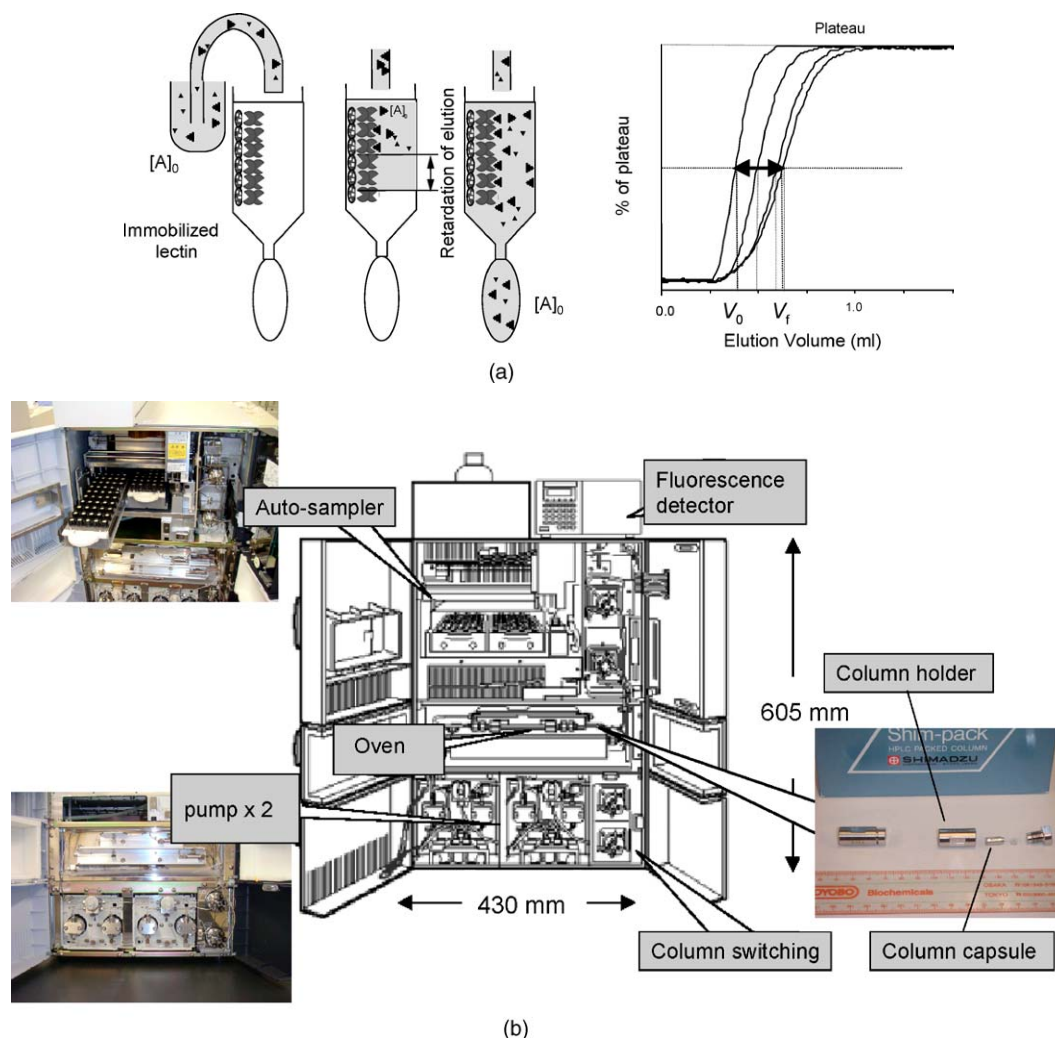 [A]₀
Immobilized
lectin
[A]₀
Retardation of elution
[A]₀
Plateau
% of plateau
0.0
V₀
V_f
1.0
Elution Volume (ml)
(a)
Auto-sampler
Fluorescence
detector
Column holder
605 mm
Shim-pack
HPLC PACKED COLUMN
SHIMADZU
Oven
pump x 2
430 mm
TOYOBO Biochemicals
OSAKA
Column switching
Column capsule
(b)